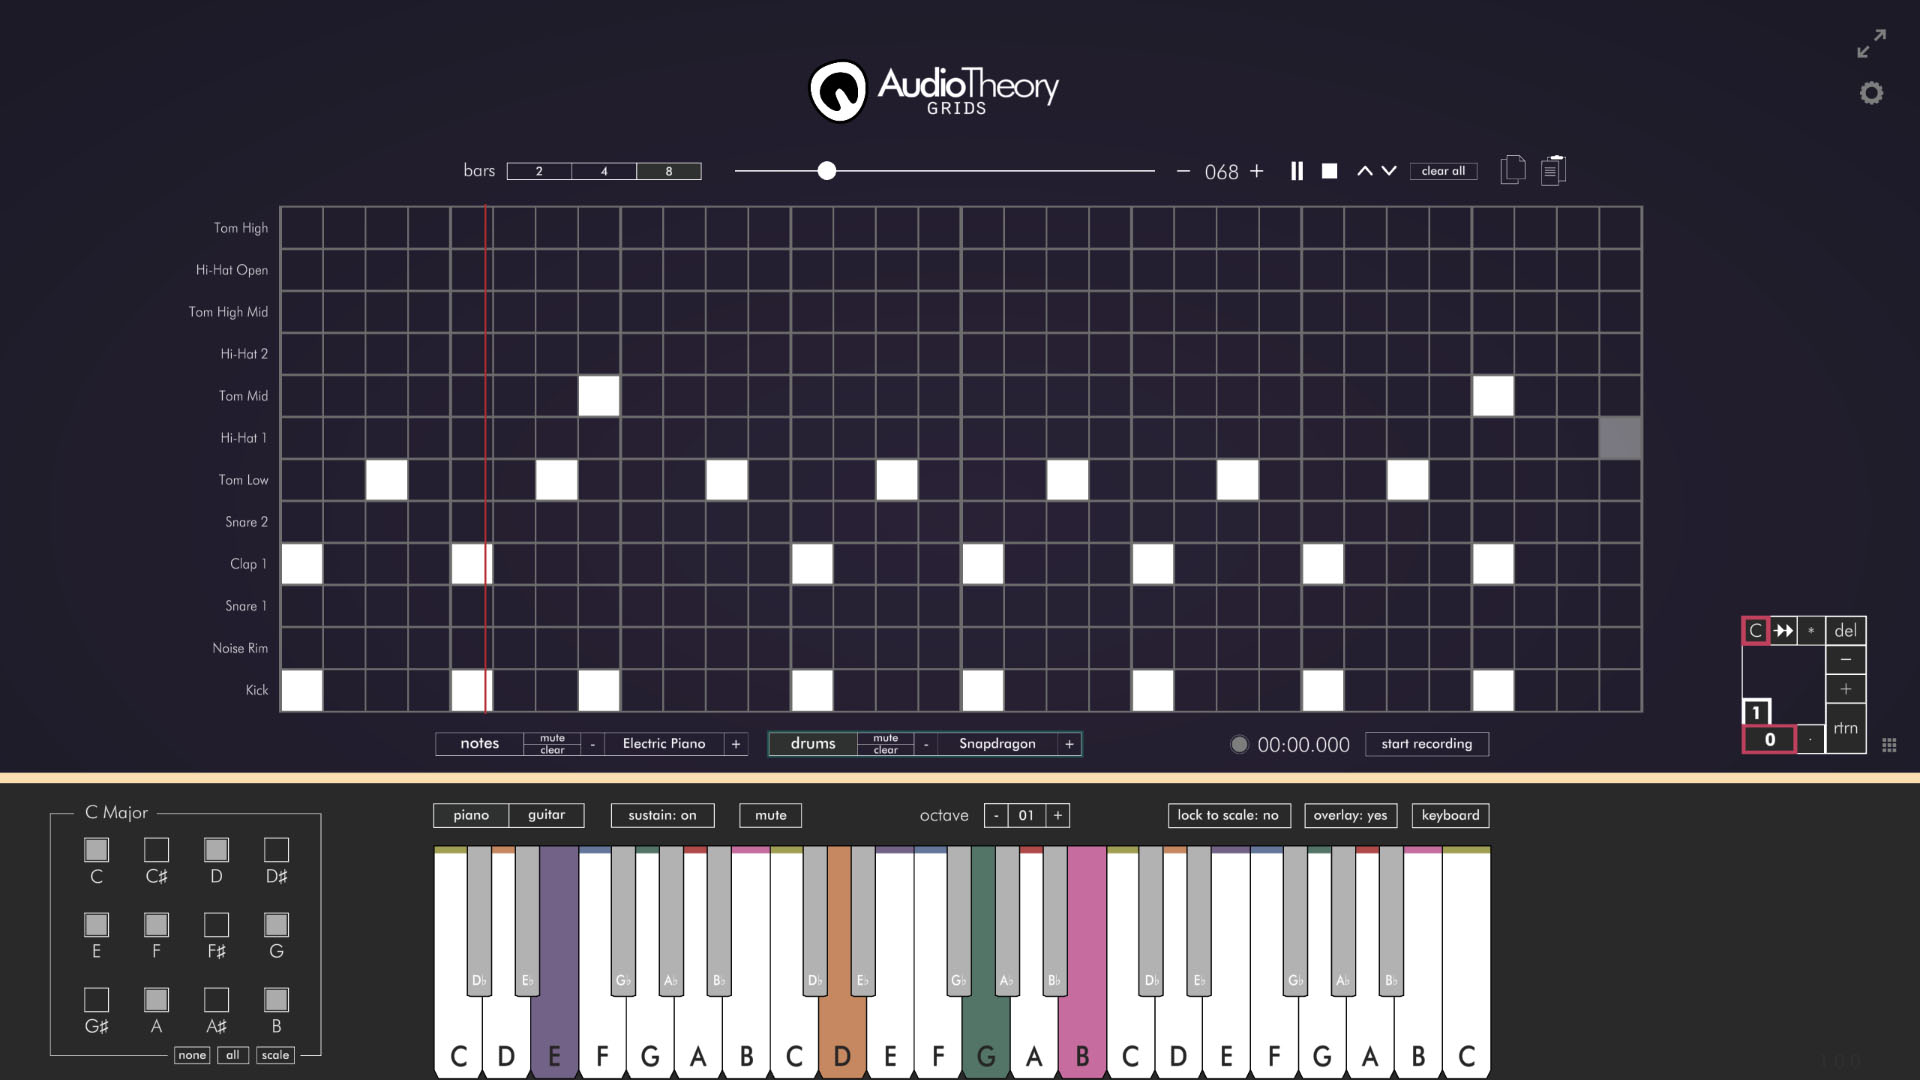 AudioTheory
GRIDS
bars 2 4 8 − 068 + clear all
Tom High
Hi-Hat Open
Tom High Mid
Hi-Hat 2
Tom Mid
Hi-Hat 1
Tom Low
Snare 2
Clap 1
Snare 1
Noise Rim
Kick
C * del
−
+
1
rtrn
0 .
notes mute clear - Electric Piano + drums mute clear - Snapdragon + 00:00.000 start recording
C Major
C C♯ D D♯
E F F♯ G
G♯ A A♯ B
none all scale
piano guitar sustain: on mute octave - 01 + lock to scale: no overlay: yes keyboard
D♭ E♭ G♭ A♭ B♭ D♭ E♭ G♭ A♭ B♭ D♭ E♭ G♭ A♭ B♭
C D E F G A B C D E F G A B C D E F G A B C
1.0.0